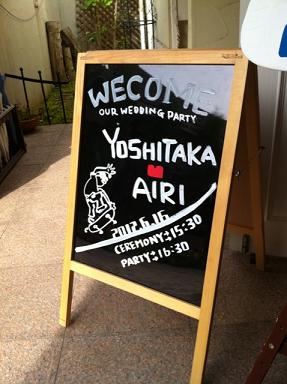 WECOME
OUR WEDDING PARTY
YOSHITAKA
AIRI
2012.6.16
CEREMONY:15:30
PARTY:16:30